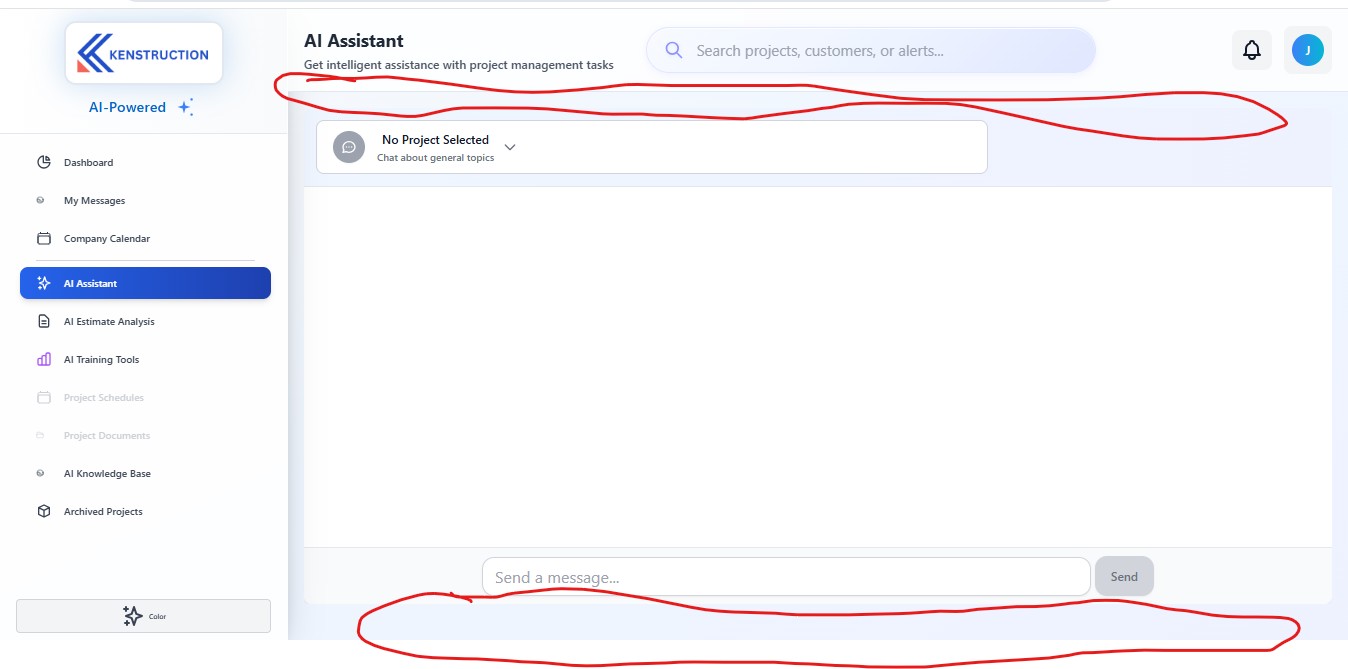 KENSTRUCTION
AI-Powered
AI Assistant
Get intelligent assistance with project management tasks
Search projects, customers, or alerts...
J
Dashboard
My Messages
Company Calendar
AI Assistant
AI Estimate Analysis
AI Training Tools
Project Schedules
Project Documents
AI Knowledge Base
Archived Projects
Color
No Project Selected
Chat about general topics
Send a message...
Send